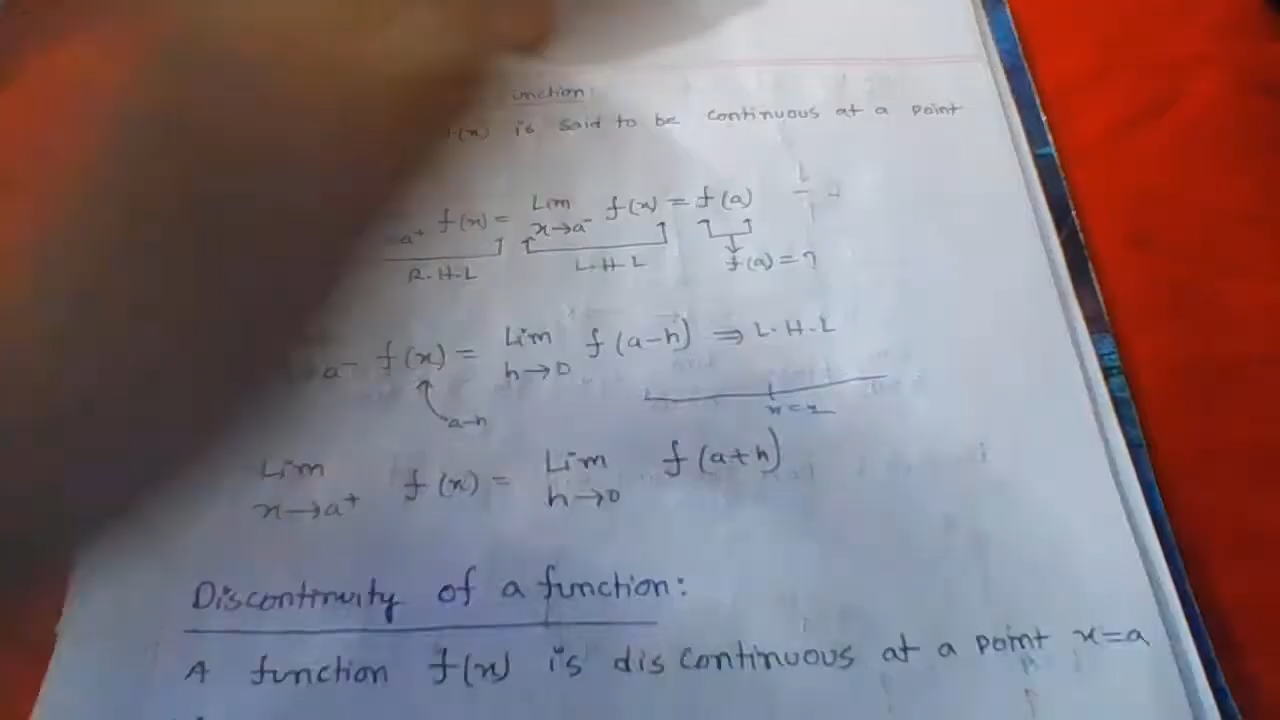 unction:
f(x) is said to be continuous at a point
a⁺ f(x) = Lim x→a⁻ f(x) = f(a)
R.H.L L.H.L f(a) = ?
a⁻ f(x) = Lim h→0 f(a-h) ⇒ L.H.L
a-h
Lim x→a⁺ f(x) = Lim h→0 f(a+h)
Discontinuity of a function:
A function f(x) is discontinuous at a point x=a